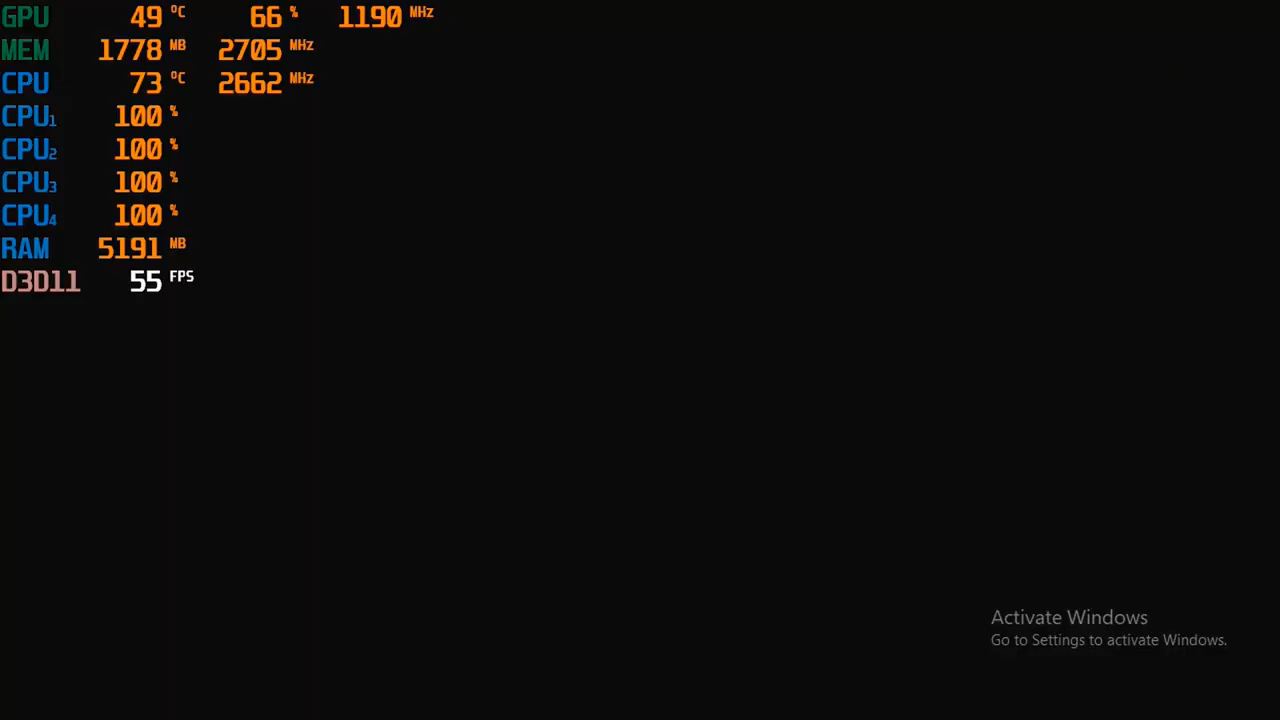 GPU 49 °C 66 % 1190 MHz
MEM 1778 MB 2705 MHz
CPU 73 °C 2662 MHz
CPU1 100 %
CPU2 100 %
CPU3 100 %
CPU4 100 %
RAM 5191 MB
D3D11 55 FPS
Activate Windows
Go to Settings to activate Windows.